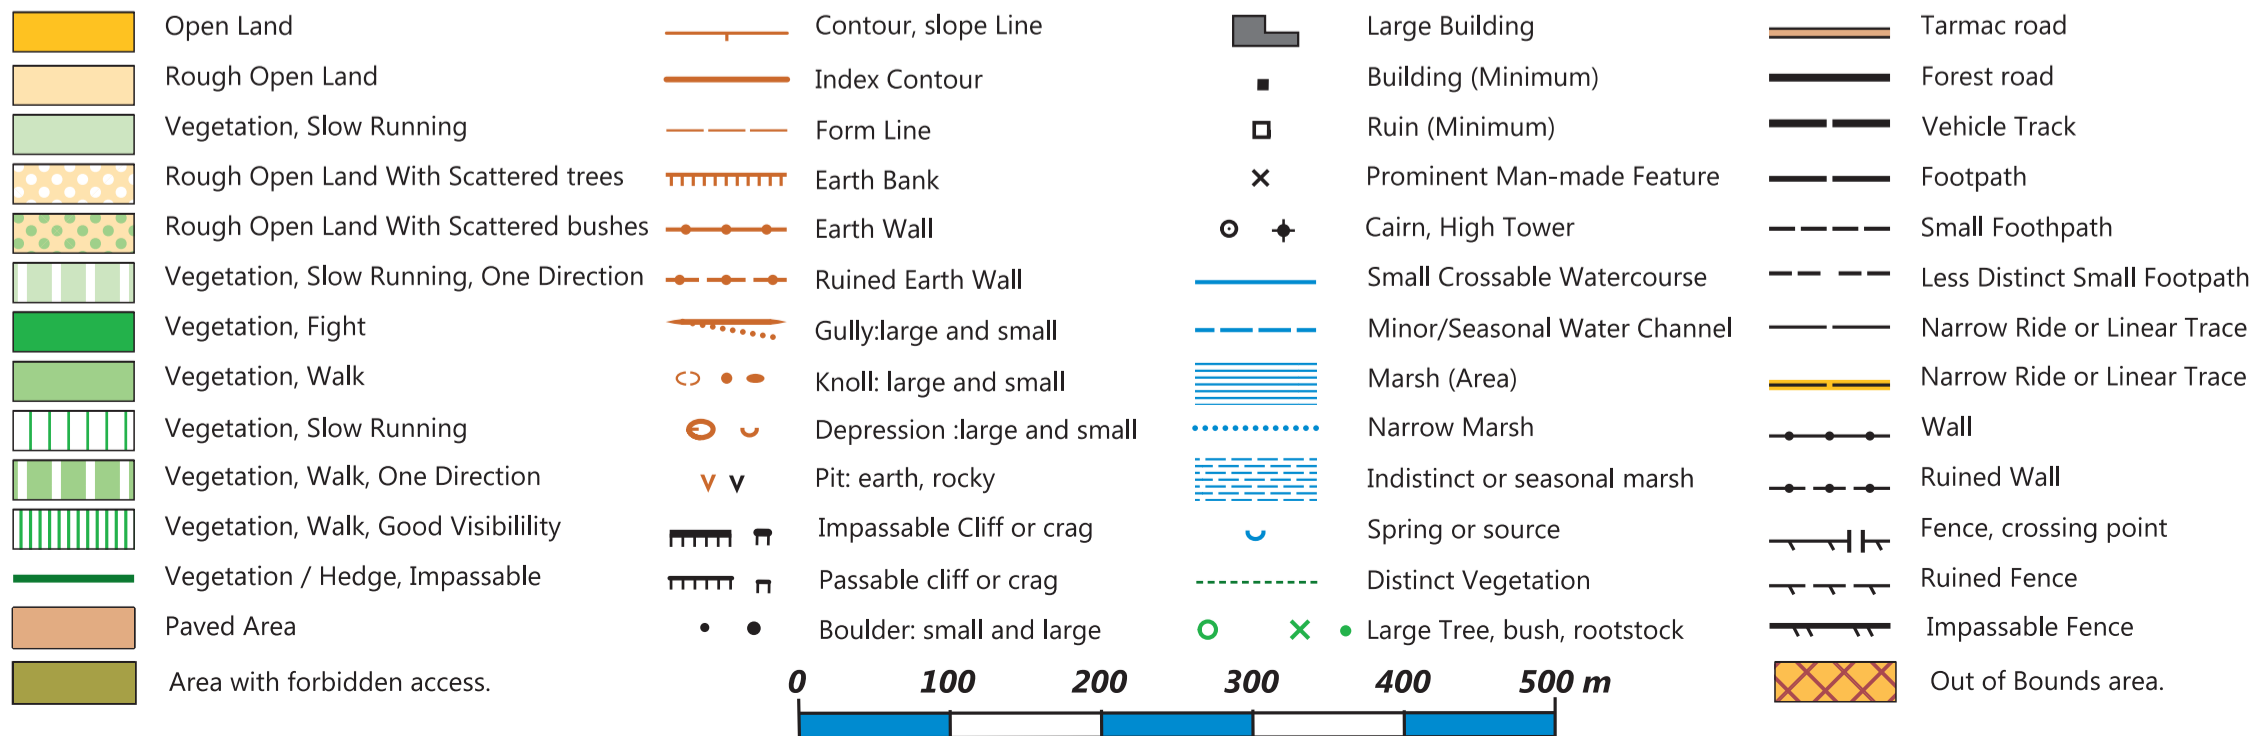 Open Land
Rough Open Land
Vegetation, Slow Running
Rough Open Land With Scattered trees
Rough Open Land With Scattered bushes
Vegetation, Slow Running, One Direction
Vegetation, Fight
Vegetation, Walk
Vegetation, Slow Running
Vegetation, Walk, One Direction
Vegetation, Walk, Good Visibilility
Vegetation / Hedge, Impassable
Paved Area
Area with forbidden access.
Contour, slope Line
Index Contour
Form Line
Earth Bank
Earth Wall
Ruined Earth Wall
Gully:large and small
Knoll: large and small
Depression :large and small
Pit: earth, rocky
Impassable Cliff or crag
Passable cliff or crag
Boulder: small and large
Large Building
Building (Minimum)
Ruin (Minimum)
Prominent Man-made Feature
Cairn, High Tower
Small Crossable Watercourse
Minor/Seasonal Water Channel
Marsh (Area)
Narrow Marsh
Indistinct or seasonal marsh
Spring or source
Distinct Vegetation
Large Tree, bush, rootstock
Tarmac road
Forest road
Vehicle Track
Footpath
Small Foothpath
Less Distinct Small Footpath
Narrow Ride or Linear Trace
Narrow Ride or Linear Trace
Wall
Ruined Wall
Fence, crossing point
Ruined Fence
Impassable Fence
Out of Bounds area.
0 100 200 300 400 500 m